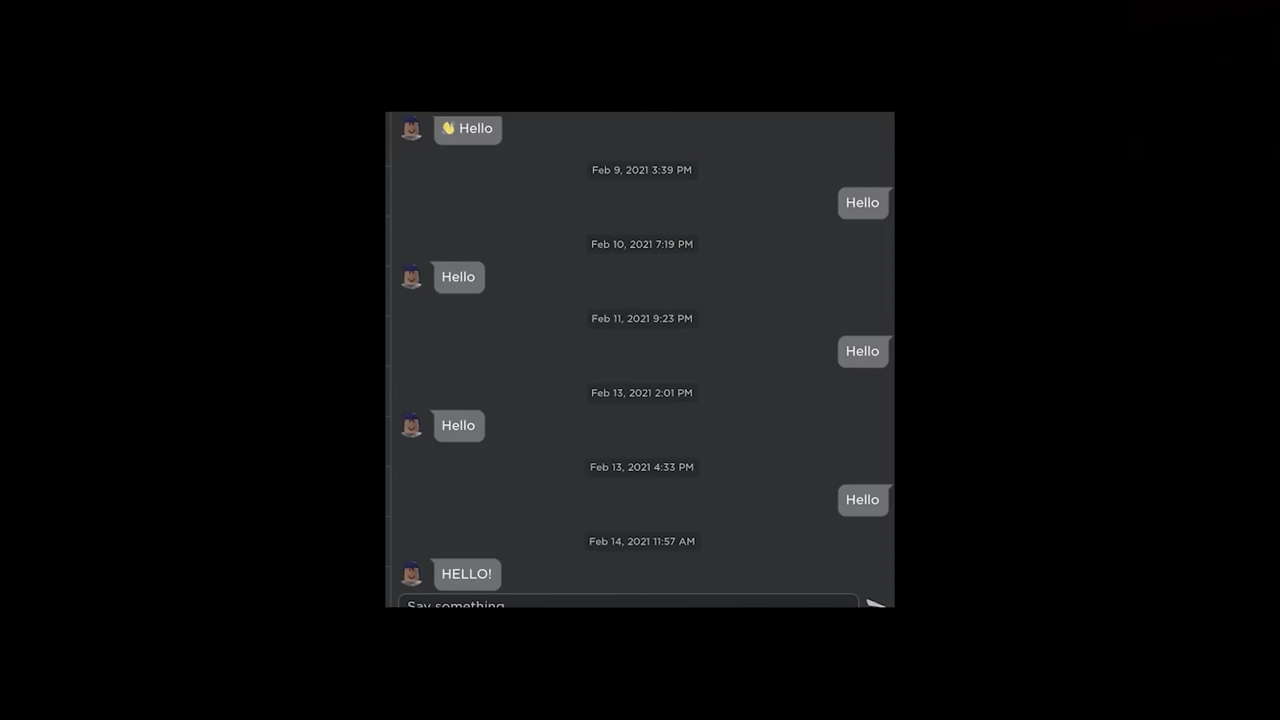 👋 Hello
Feb 9, 2021 3:39 PM
Hello
Feb 10, 2021 7:19 PM
Hello
Feb 11, 2021 9:23 PM
Hello
Feb 13, 2021 2:01 PM
Hello
Feb 13, 2021 4:33 PM
Hello
Feb 14, 2021 11:57 AM
HELLO!
Say something